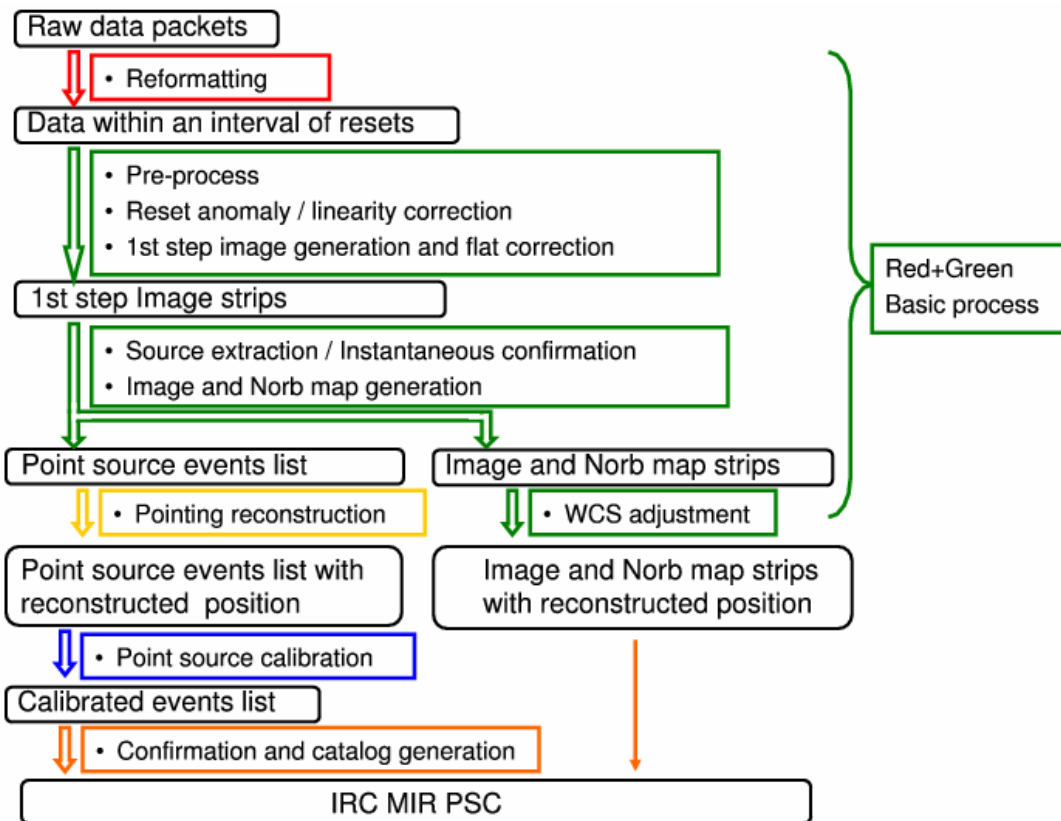 Raw data packets
• Reformatting
Data within an interval of resets
• Pre-process
• Reset anomaly / linearity correction
• 1st step image generation and flat correction
Red+Green
Basic process
1st step Image strips
• Source extraction / Instantaneous confirmation
• Image and Norb map generation
Point source events list
Image and Norb map strips
• Pointing reconstruction
• WCS adjustment
Point source events list with
reconstructed position
Image and Norb map strips
with reconstructed position
• Point source calibration
Calibrated events list
• Confirmation and catalog generation
IRC MIR PSC